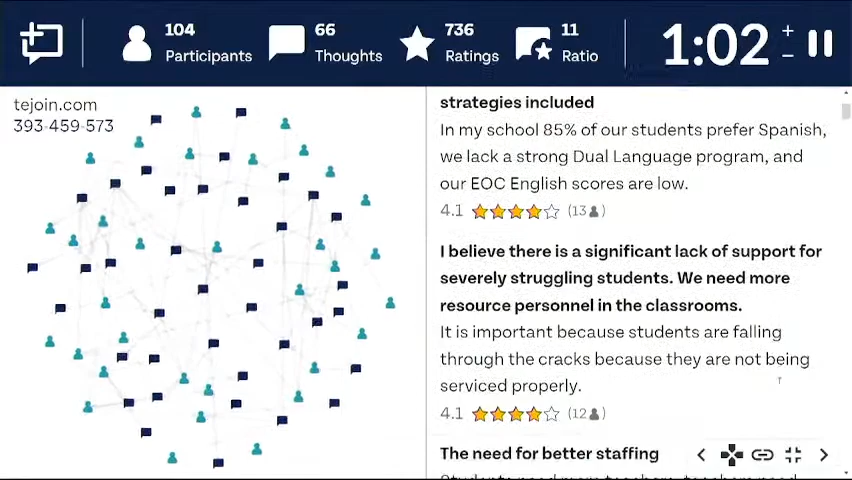 104
Participants
66
Thoughts
736
Ratings
11
Ratio
1:02
+
−
tejoin.com
393-459-573
strategies included
In my school 85% of our students prefer Spanish,
we lack a strong Dual Language program, and
our EOC English scores are low.
4.1 (13)
I believe there is a significant lack of support for
severely struggling students. We need more
resource personnel in the classrooms.
It is important because students are falling
through the cracks because they are not being
serviced properly.
4.1 (12)
The need for better staffing